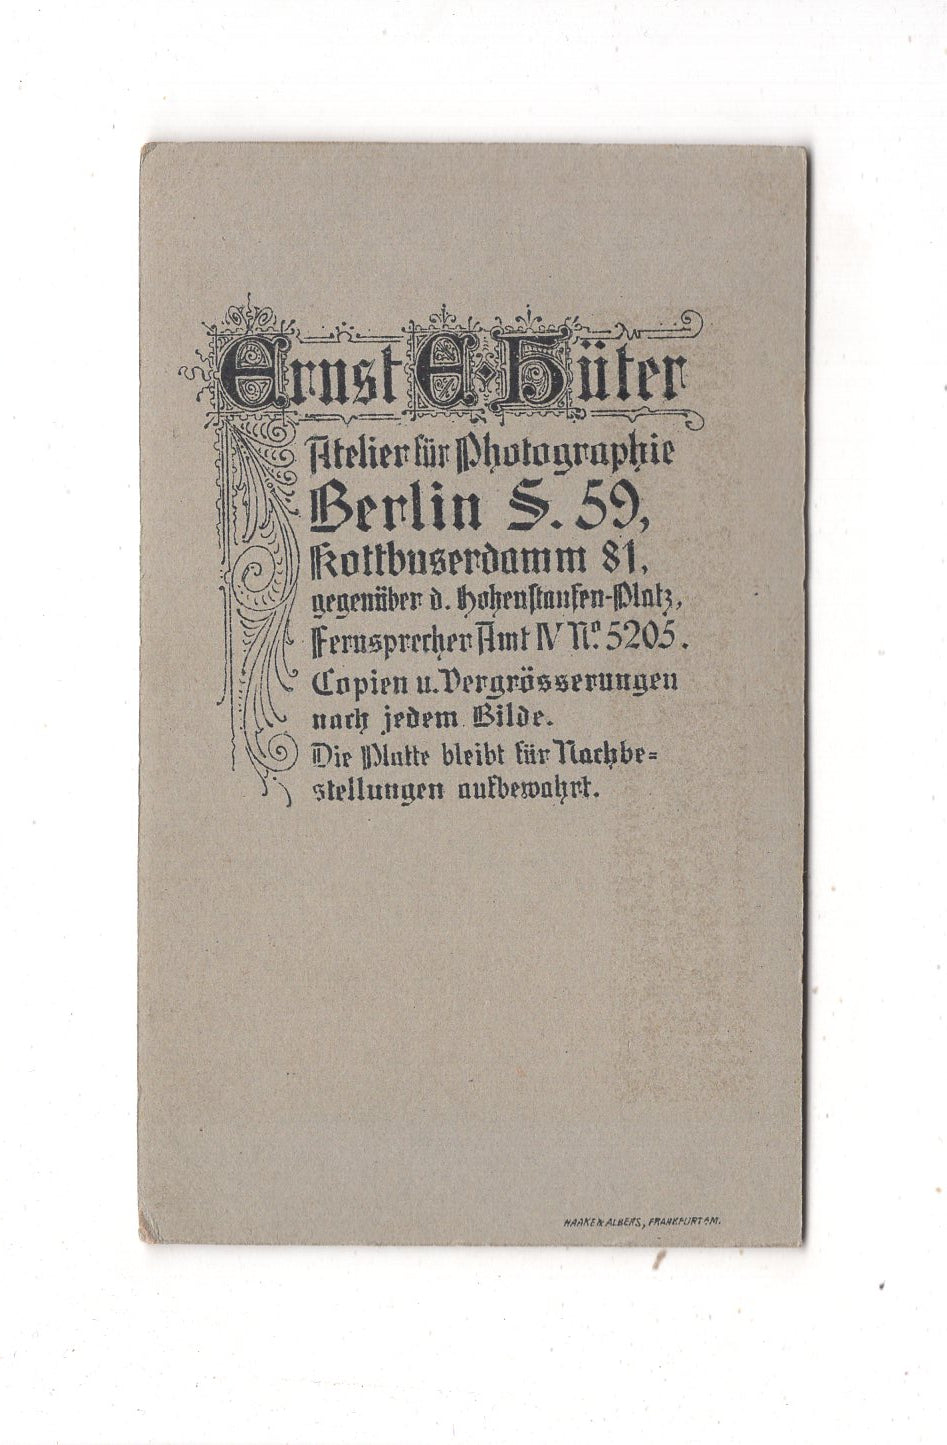 Ernst E. Hüter
Atelier für Photographie
Berlin S. 59,
Kottbuserdamm 81,
gegenüber d. Hohenstaufen-Platz,
Fernsprecher Amt IV No. 5205.
Copien u. Vergrösserungen
nach jedem Bilde.
Die Platte bleibt für Nachbe=
stellungen aufbewahrt.
HAAKE & ALBERS, FRANKFURT a/M.